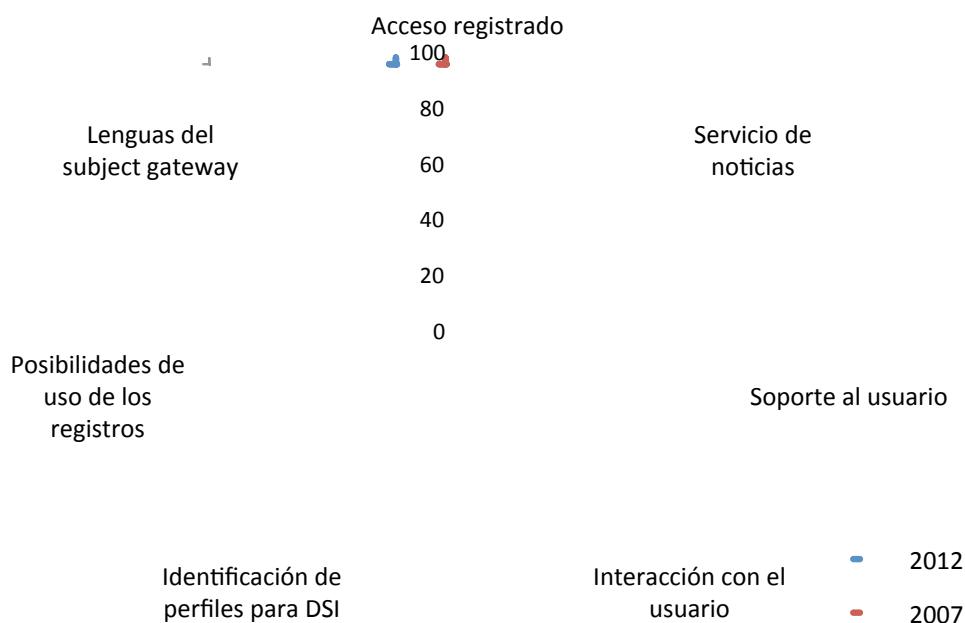 Acceso registrado
100
80
60
40
20
0
Servicio de
noticias
Soporte al usuario
Interacción con el
usuario
Identificación de
perfiles para DSI
Posibilidades de
uso de los
registros
Lenguas del
subject gateway
2012
2007